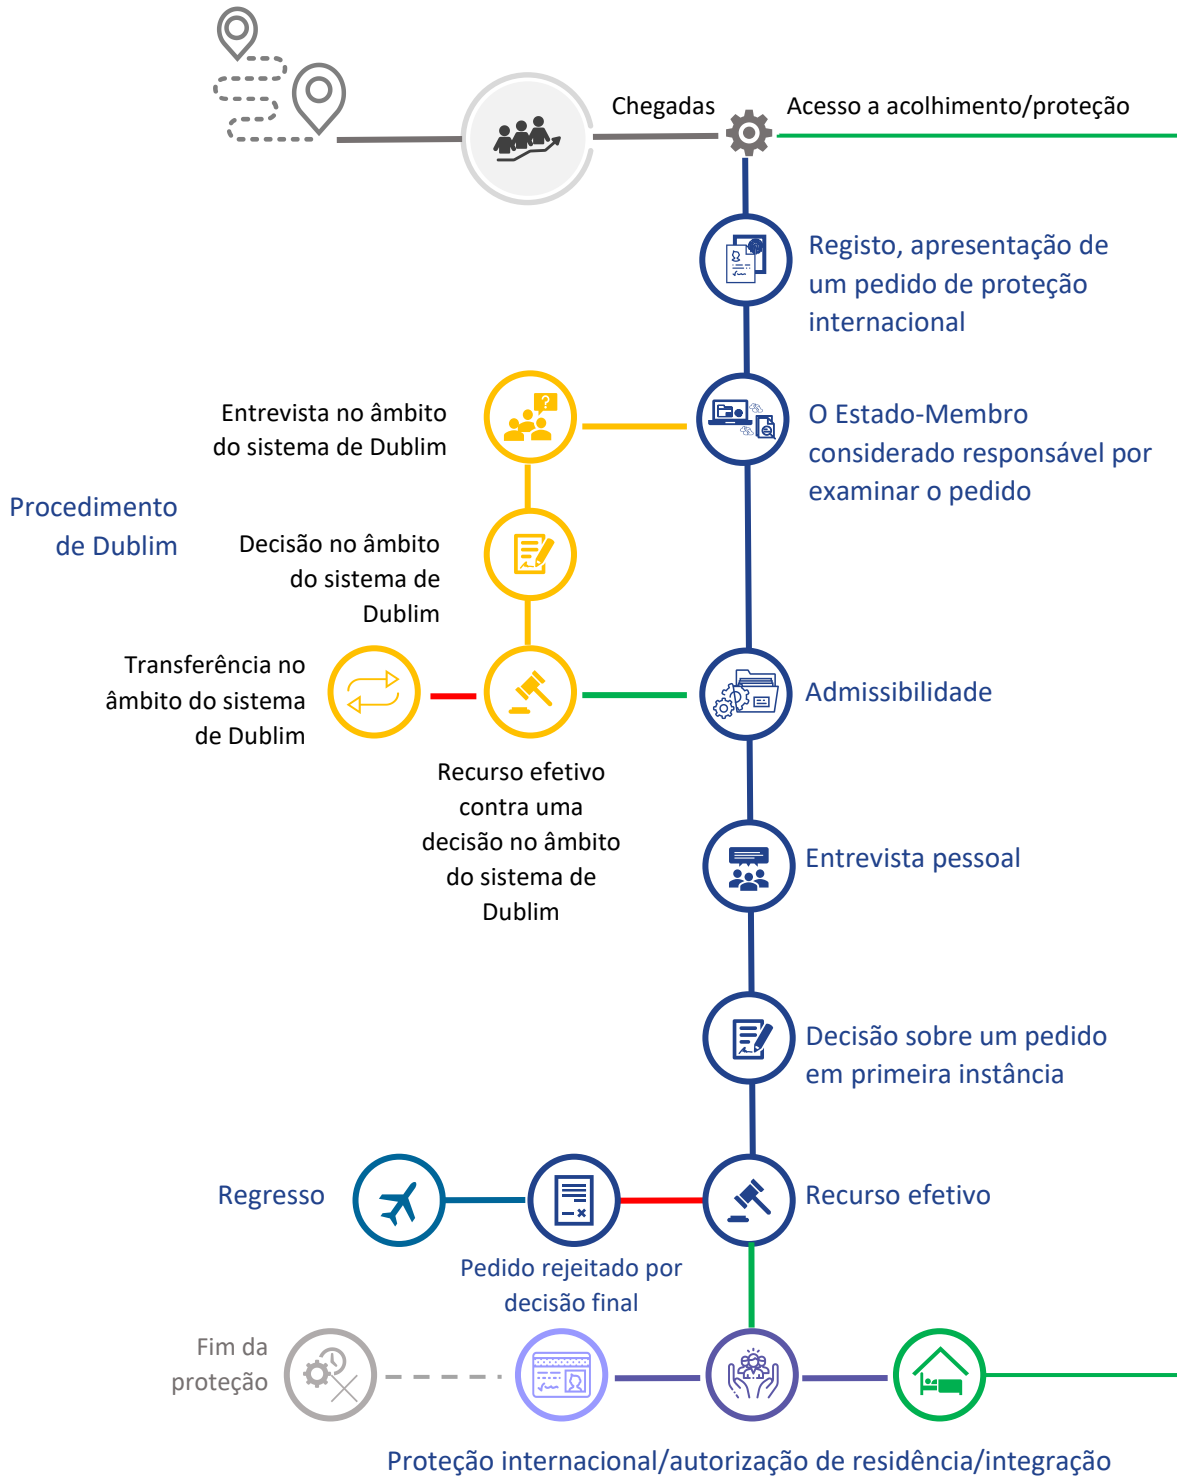 Chegadas
Acesso a acolhimento/proteção
Registo, apresentação de
um pedido de proteção
internacional
Entrevista no âmbito
do sistema de Dublim
O Estado-Membro
considerado responsável por
examinar o pedido
Procedimento
de Dublim
Decisão no âmbito
do sistema de
Dublim
Transferência no
âmbito do sistema
de Dublim
Admissibilidade
Recurso efetivo
contra uma
decisão no âmbito
do sistema de
Dublim
Entrevista pessoal
Decisão sobre um pedido
em primeira instância
Regresso
Recurso efetivo
Pedido rejeitado por
decisão final
Fim da
proteção
Proteção internacional/autorização de residência/integração